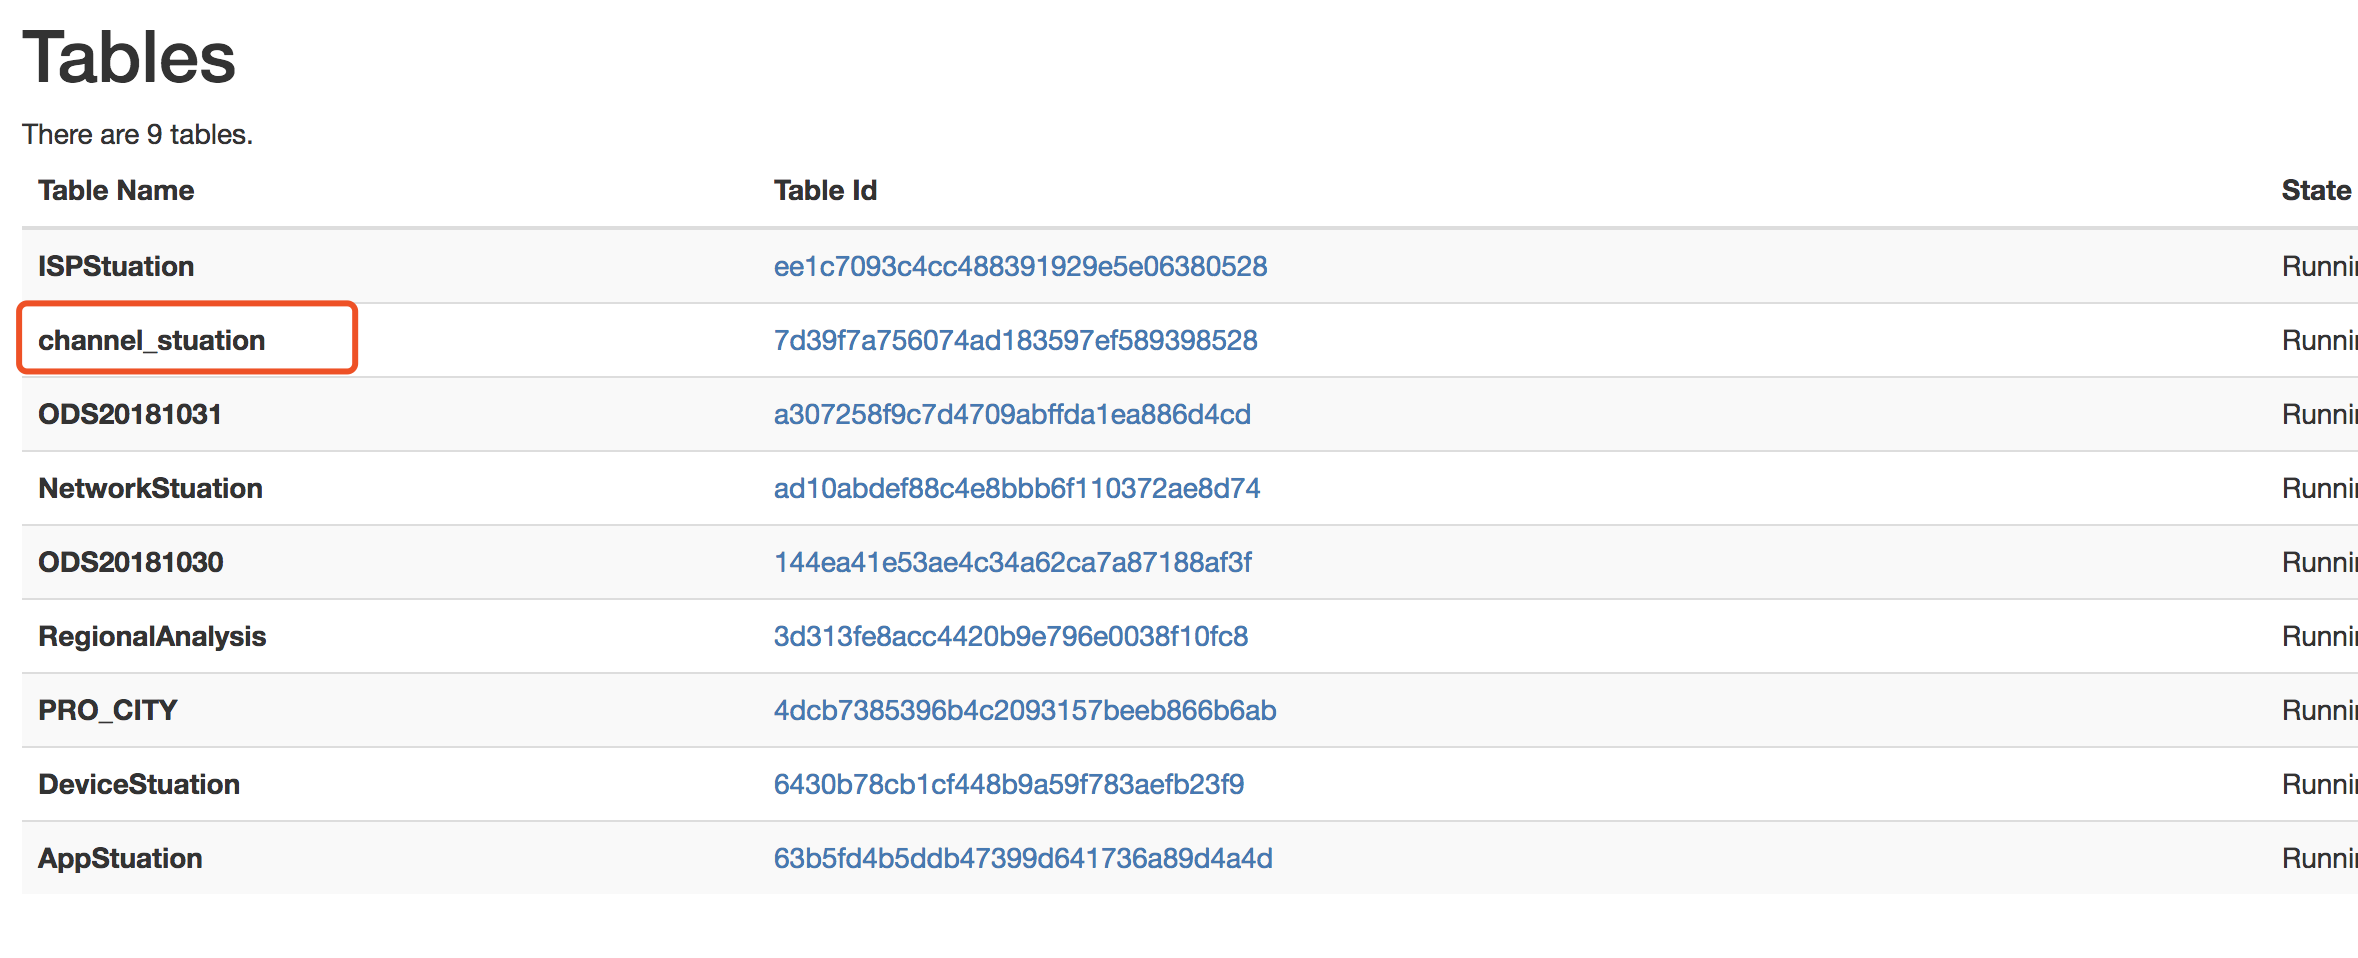 Tables
There are 9 tables.
Table Name Table Id State
ISPStuation ee1c7093c4cc488391929e5e06380528 Runni
channel_stuation 7d39f7a756074ad183597ef589398528 Runni
ODS20181031 a307258f9c7d4709abffda1ea886d4cd Runni
NetworkStuation ad10abdef88c4e8bbb6f110372ae8d74 Runni
ODS20181030 144ea41e53ae4c34a62ca7a87188af3f Runni
RegionalAnalysis 3d313fe8acc4420b9e796e0038f10fc8 Runni
PRO_CITY 4dcb7385396b4c2093157beeb866b6ab Runni
DeviceStuation 6430b78cb1cf448b9a59f783aefb23f9 Runni
AppStuation 63b5fd4b5ddb47399d641736a89d4a4d Runni